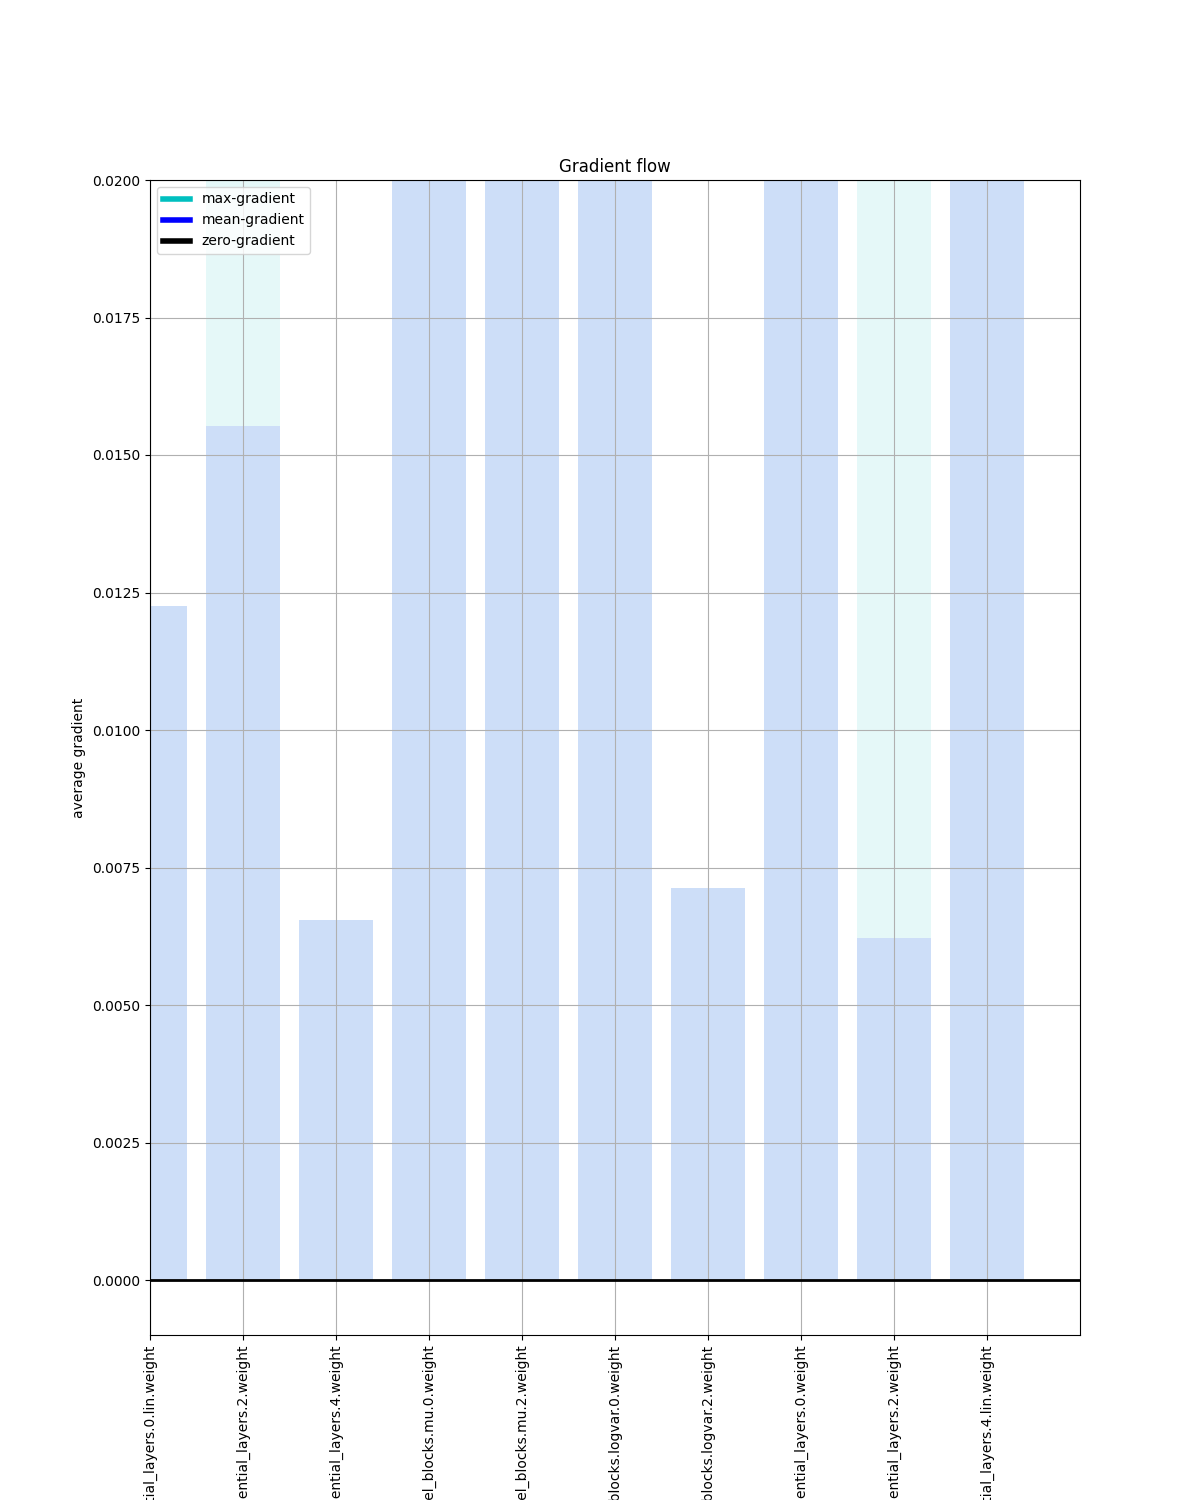 Gradient flow
max-gradient
mean-gradient
zero-gradient
0.0200
0.0175
0.0150
0.0125
0.0100
0.0075
0.0050
0.0025
0.0000
average gradient
tial_layers.0.lin.weight
ential_layers.2.weight
ential_layers.4.weight
el_blocks.mu.0.weight
el_blocks.mu.2.weight
blocks.logvar.0.weight
blocks.logvar.2.weight
ential_layers.0.weight
ential_layers.2.weight
tial_layers.4.lin.weight